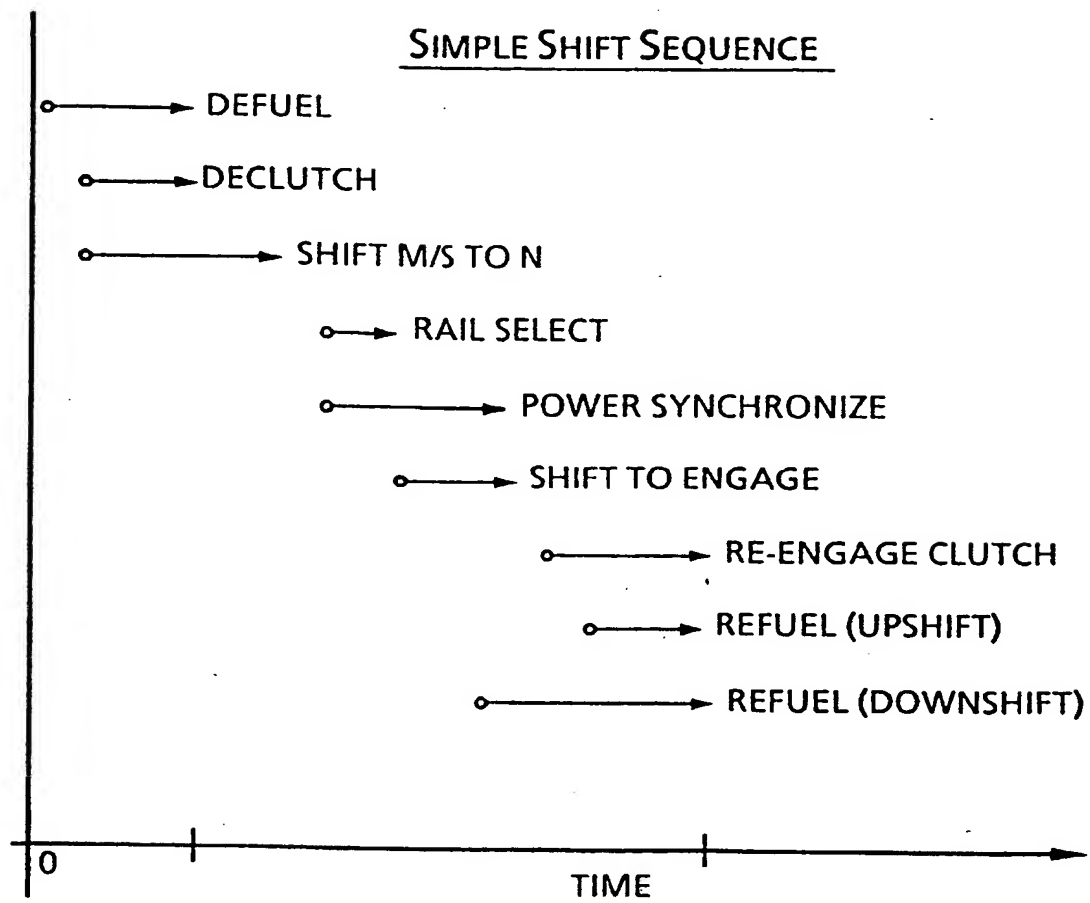 SIMPLE SHIFT SEQUENCE
DEFUEL
DECLUTCH
SHIFT M/S TO N
RAIL SELECT
POWER SYNCHRONIZE
SHIFT TO ENGAGE
RE-ENGAGE CLUTCH
REFUEL (UPSHIFT)
REFUEL (DOWNSHIFT)
0
TIME